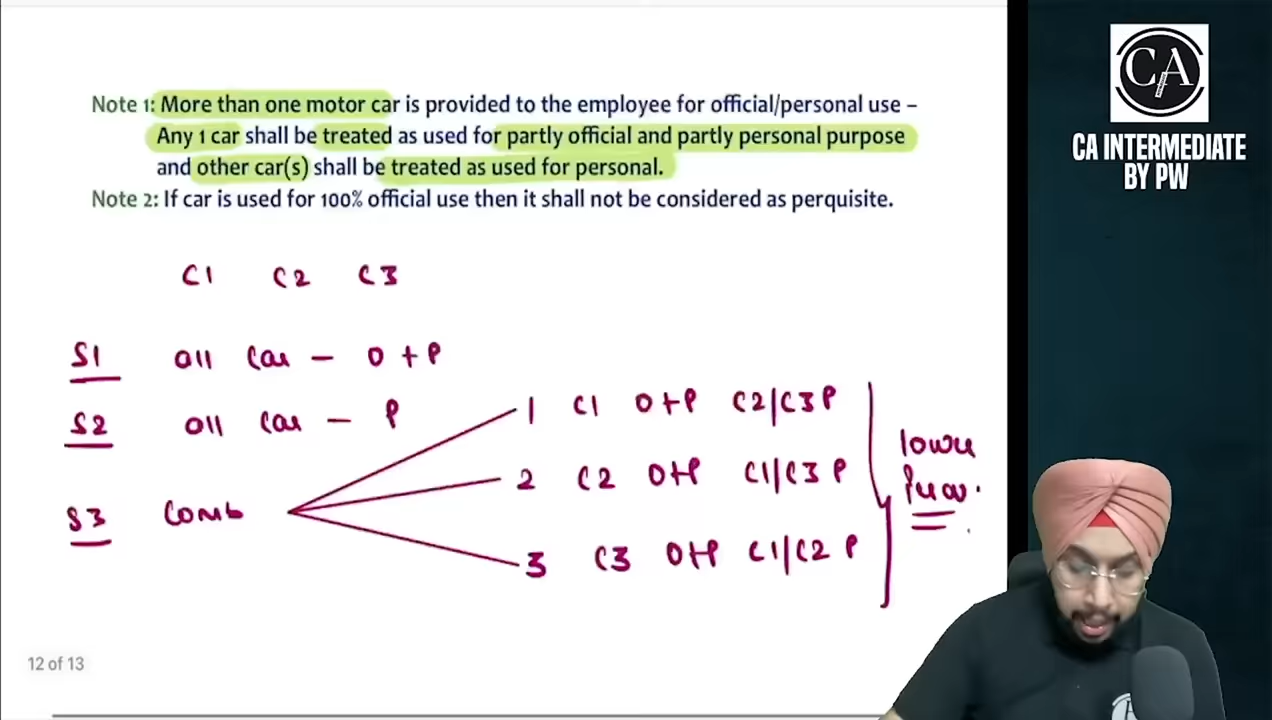 Note 1: More than one motor car is provided to the employee for official/personal use –
Any 1 car shall be treated as used for partly official and partly personal purpose
and other car(s) shall be treated as used for personal.
Note 2: If car is used for 100% official use then it shall not be considered as perquisite.
C1 C2 C3
S1 all Car – O + P
S2 all Car – P
S3 Comb
1 C1 O+P C2/C3 P
2 C2 O+P C1/C3 P
3 C3 O+P C1/C2 P
lower
12 of 13
CA
CA INTERMEDIATE
BY PW